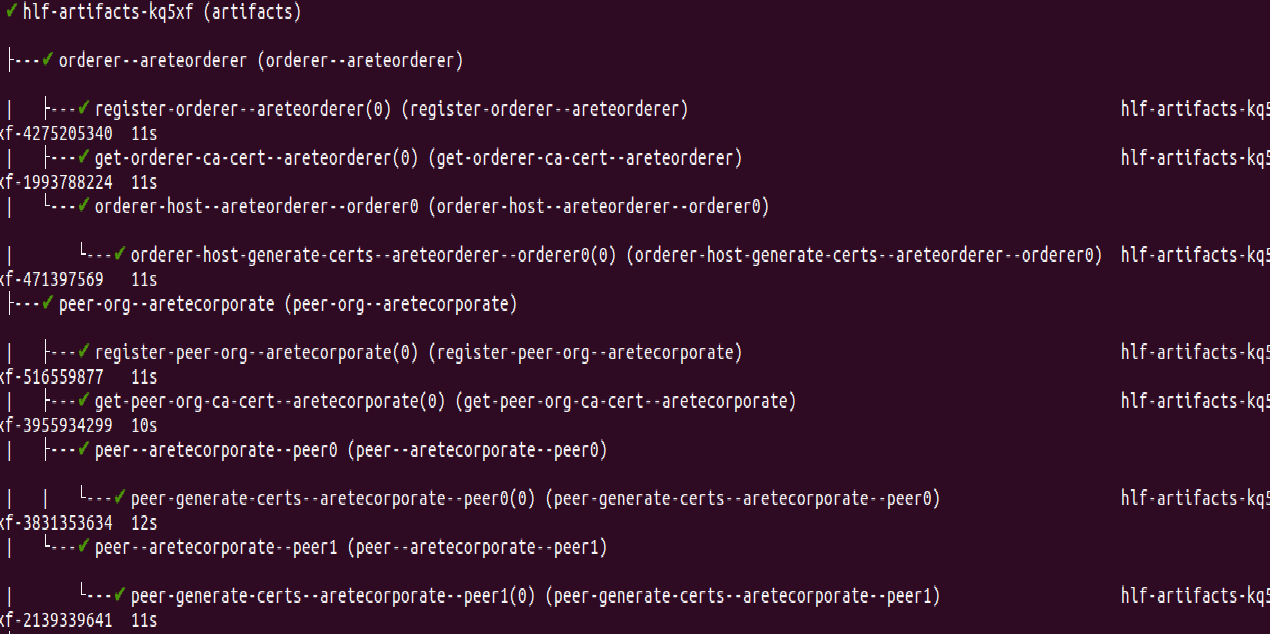 ✓ hlf-artifacts-kq5xf (artifacts)
├---✓ orderer--areteorderer (orderer--areteorderer)
|   ├---✓ register-orderer--areteorderer(0) (register-orderer--areteorderer)   hlf-artifacts-kq5
xf-4275205340  11s
|   ├---✓ get-orderer-ca-cert--areteorderer(0) (get-orderer-ca-cert--areteorderer)   hlf-artifacts-kq5
xf-1993788224  11s
|   └---✓ orderer-host--areteorderer--orderer0 (orderer-host--areteorderer--orderer0)
|       └---✓ orderer-host-generate-certs--areteorderer--orderer0(0) (orderer-host-generate-certs--areteorderer--orderer0)  hlf-artifacts-kq5
xf-471397569   11s
├---✓ peer-org--aretecorporate (peer-org--aretecorporate)
|   ├---✓ register-peer-org--aretecorporate(0) (register-peer-org--aretecorporate)   hlf-artifacts-kq5
xf-516559877   11s
|   ├---✓ get-peer-org-ca-cert--aretecorporate(0) (get-peer-org-ca-cert--aretecorporate)   hlf-artifacts-kq5
xf-3955934299  10s
|   ├---✓ peer--aretecorporate--peer0 (peer--aretecorporate--peer0)
|   |   └---✓ peer-generate-certs--aretecorporate--peer0(0) (peer-generate-certs--aretecorporate--peer0)   hlf-artifacts-kq5
xf-3831353634  12s
|   └---✓ peer--aretecorporate--peer1 (peer--aretecorporate--peer1)
|       └---✓ peer-generate-certs--aretecorporate--peer1(0) (peer-generate-certs--aretecorporate--peer1)   hlf-artifacts-kq5
xf-2139339641  11s